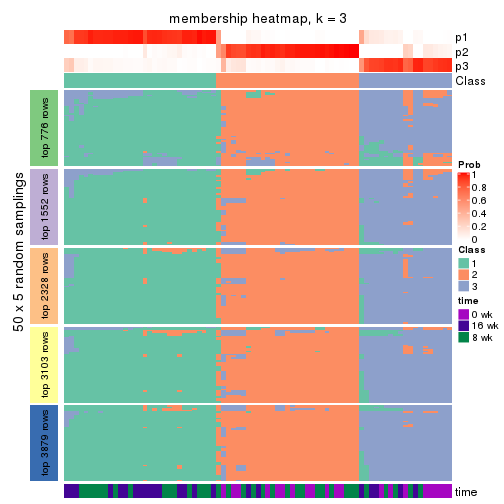 membership heatmap, k = 3
p1
p2
p3
Class
50 x 5 random samplings
top 776 rows
top 1552 rows
top 2328 rows
top 3103 rows
top 3879 rows
Prob
1
0.8
0.6
0.4
0.2
0
Class
1
2
3
time
0 wk
16 wk
8 wk
time